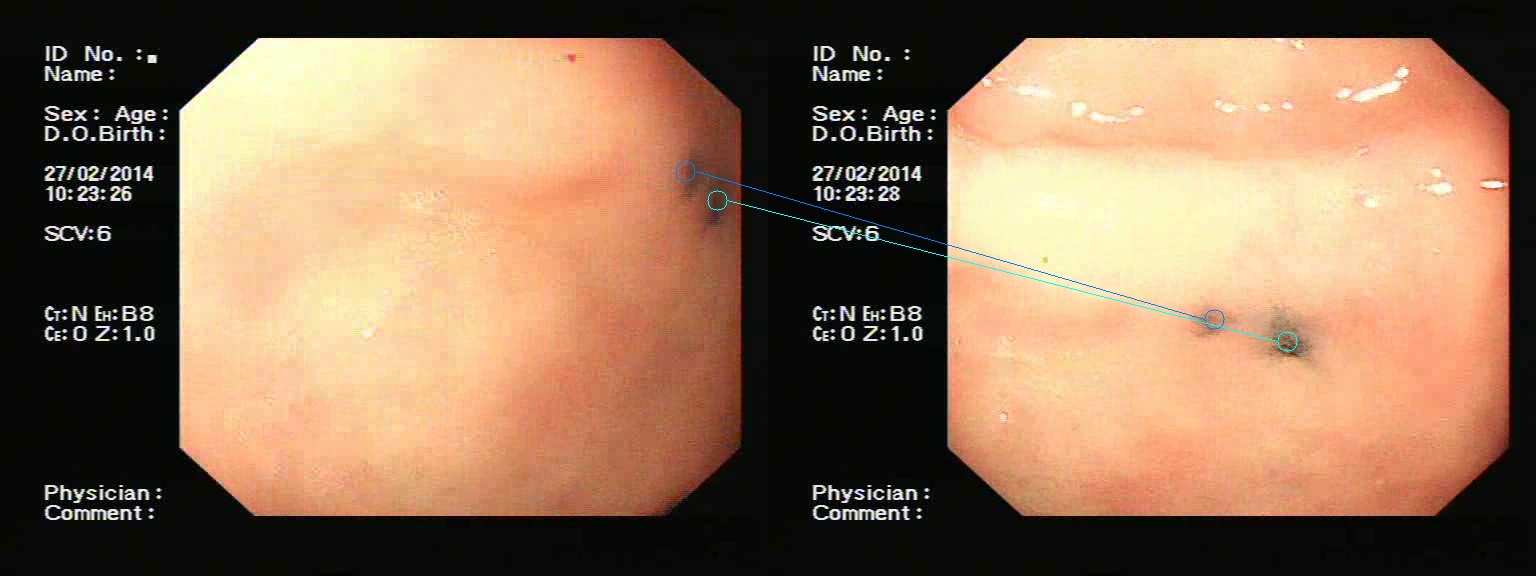 ID No. :
Name:
Sex: Age:
D.O.Birth:
27/02/2014
10:23:26
SCV:6
CT:N EH:B8
CE:0 Z:1.0
Physician:
Comment:
ID No. :
Name:
Sex: Age:
D.O.Birth:
27/02/2014
10:23:28
SCV:6
CT:N EH:B8
CE:0 Z:1.0
Physician:
Comment: